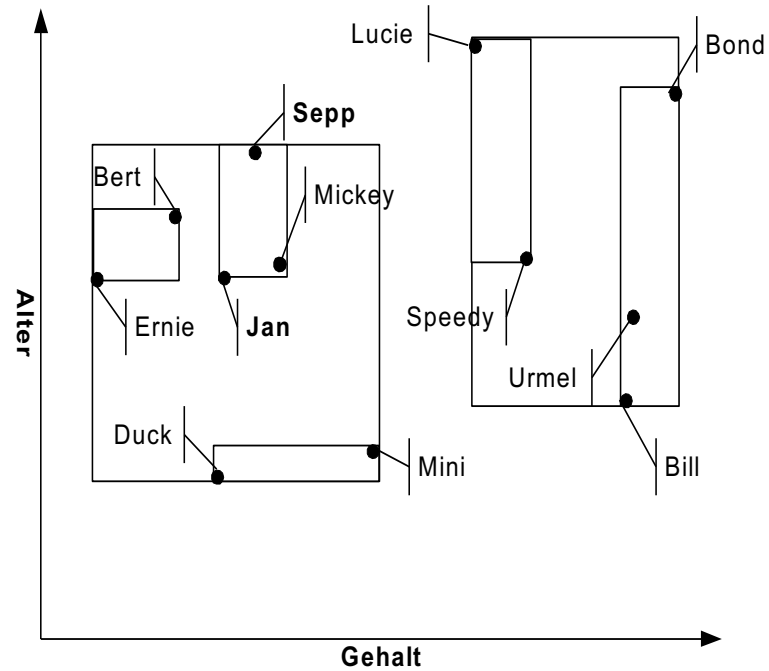 Lucie
Bond
Sepp
Bert
Mickey
Alter
Speedy
Ernie
Jan
Urmel
Duck
Mini
Bill
Gehalt